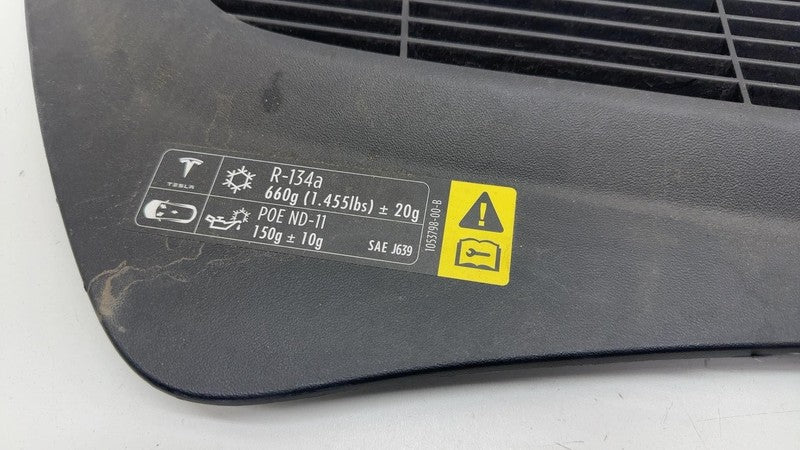 TESLA
R-134a
660g (1.455lbs) ± 20g
POE ND-11
150g ± 10g
SAE J639
1053798-00-B